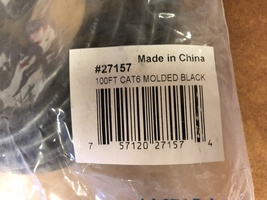 Made in China
#27157
100FT CAT6 MOLDED BLACK
7 57120 27157 4